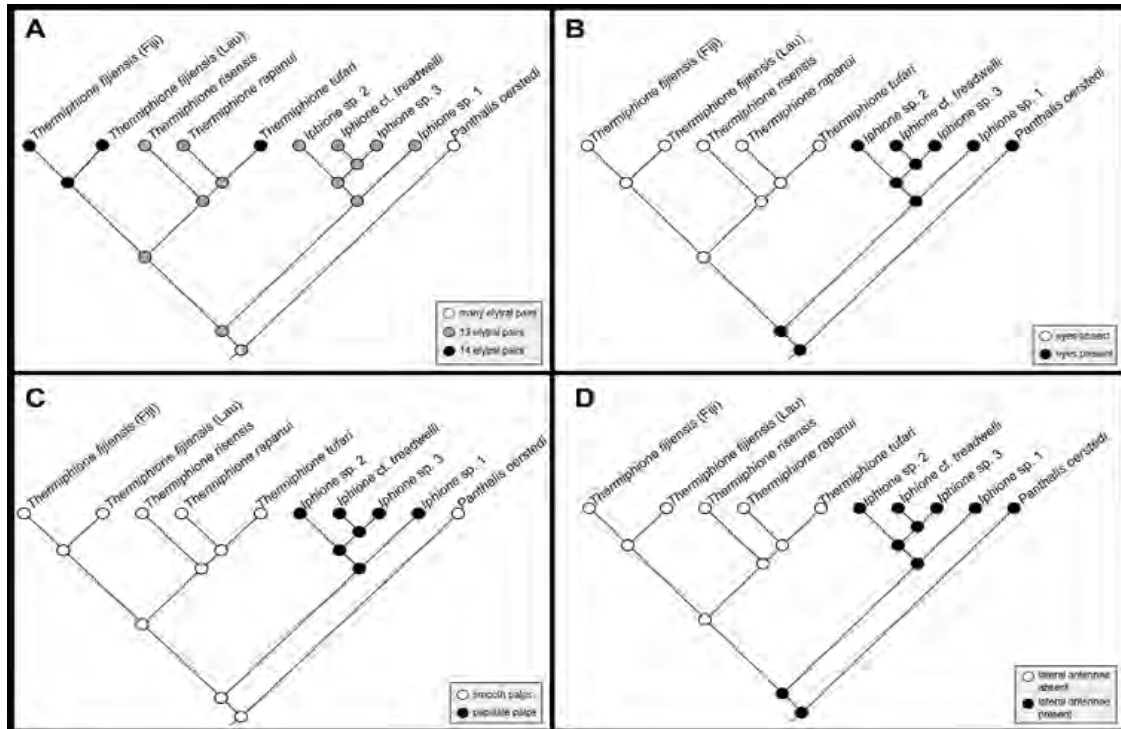 A
Thermiphione fijiensis (Fiji)
Thermiphione fijiensis (Lau)
Thermiphione risensis
Thermiphione rapanui
Thermiphione tufari
Iphione sp. 2
Iphione cf. treadwelli
Iphione sp. 3
Iphione sp. 1
Panthalis oerstedi
many elytral pairs
13 elytral pairs
14 elytral pairs
B
Thermiphione fijiensis (Fiji)
Thermiphione fijiensis (Lau)
Thermiphione risensis
Thermiphione rapanui
Thermiphione tufari
Iphione sp. 2
Iphione cf. treadwelli
Iphione sp. 3
Iphione sp. 1
Panthalis oerstedi
eyes absent
eyes present
C
Thermiphione fijiensis (Fiji)
Thermiphione fijiensis (Lau)
Thermiphione risensis
Thermiphione rapanui
Thermiphione tufari
Iphione sp. 2
Iphione cf. treadwelli
Iphione sp. 3
Iphione sp. 1
Panthalis oerstedi
smooth palps
papillate palps
D
Thermiphione fijiensis (Fiji)
Thermiphione fijiensis (Lau)
Thermiphione risensis
Thermiphione rapanui
Thermiphione tufari
Iphione sp. 2
Iphione cf. treadwelli
Iphione sp. 3
Iphione sp. 1
Panthalis oerstedi
lateral antennae
absent
lateral antennae
present